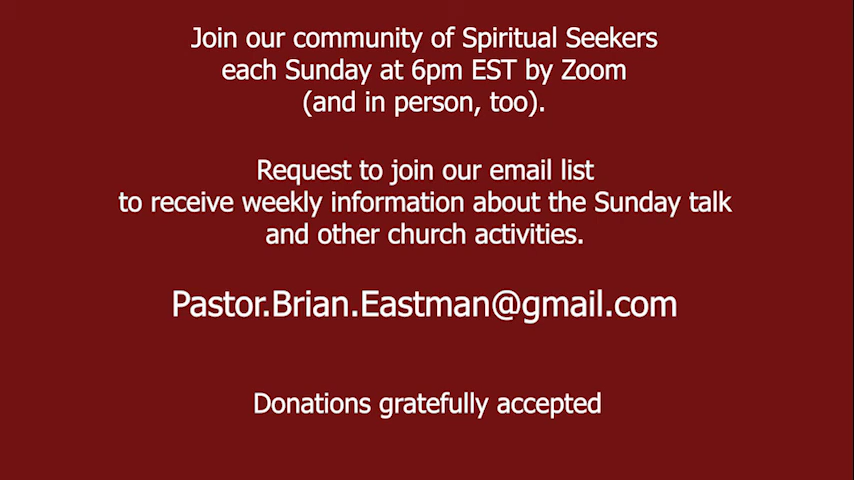 Join our community of Spiritual Seekers
each Sunday at 6pm EST by Zoom
(and in person, too).
Request to join our email list
to receive weekly information about the Sunday talk
and other church activities.
Pastor.Brian.Eastman@gmail.com
Donations gratefully accepted